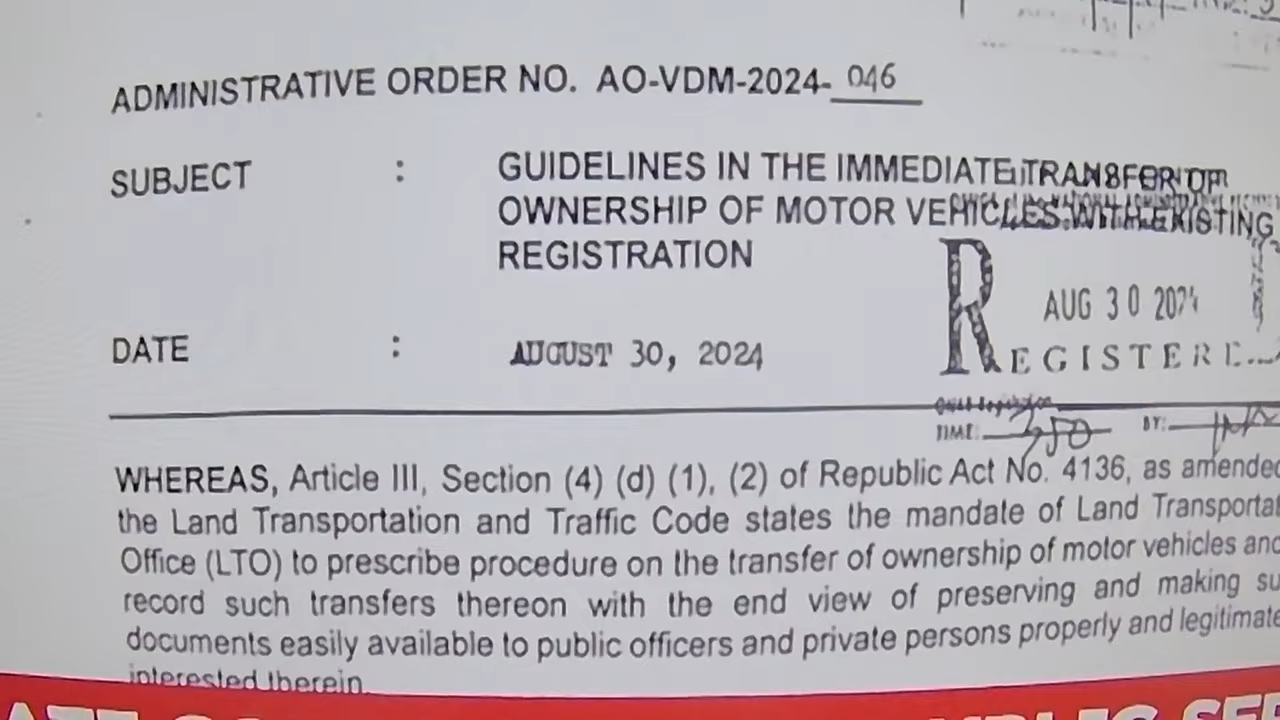 ADMINISTRATIVE ORDER NO. AO-VDM-2024- 046
SUBJECT : GUIDELINES IN THE IMMEDIATE TRANSFER OF
OWNERSHIP OF MOTOR VEHICLES WITH EXISTING
REGISTRATION
AUG 30 2024
REGISTERE
DATE : AUGUST 30, 2024
TIME: BY:
WHEREAS, Article III, Section (4) (d) (1), (2) of Republic Act No. 4136, as amended
the Land Transportation and Traffic Code states the mandate of Land Transportat
Office (LTO) to prescribe procedure on the transfer of ownership of motor vehicles and
record such transfers thereon with the end view of preserving and making su
documents easily available to public officers and private persons properly and legitimate
interested therein.